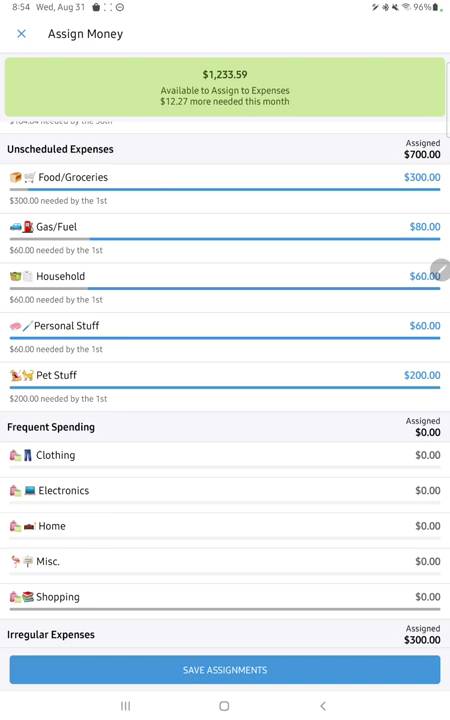 8:54 Wed, Aug 31 96%
Assign Money
$1,233.59
Available to Assign to Expenses
$12.27 more needed this month
needed by the 30th
Unscheduled Expenses
Assigned
$700.00
Food/Groceries $300.00
$300.00 needed by the 1st
Gas/Fuel $80.00
$60.00 needed by the 1st
Household $60.00
$60.00 needed by the 1st
Personal Stuff $60.00
$60.00 needed by the 1st
Pet Stuff $200.00
$200.00 needed by the 1st
Frequent Spending
Assigned
$0.00
Clothing $0.00
Electronics $0.00
Home $0.00
Misc. $0.00
Shopping $0.00
Irregular Expenses
Assigned
$300.00
SAVE ASSIGNMENTS